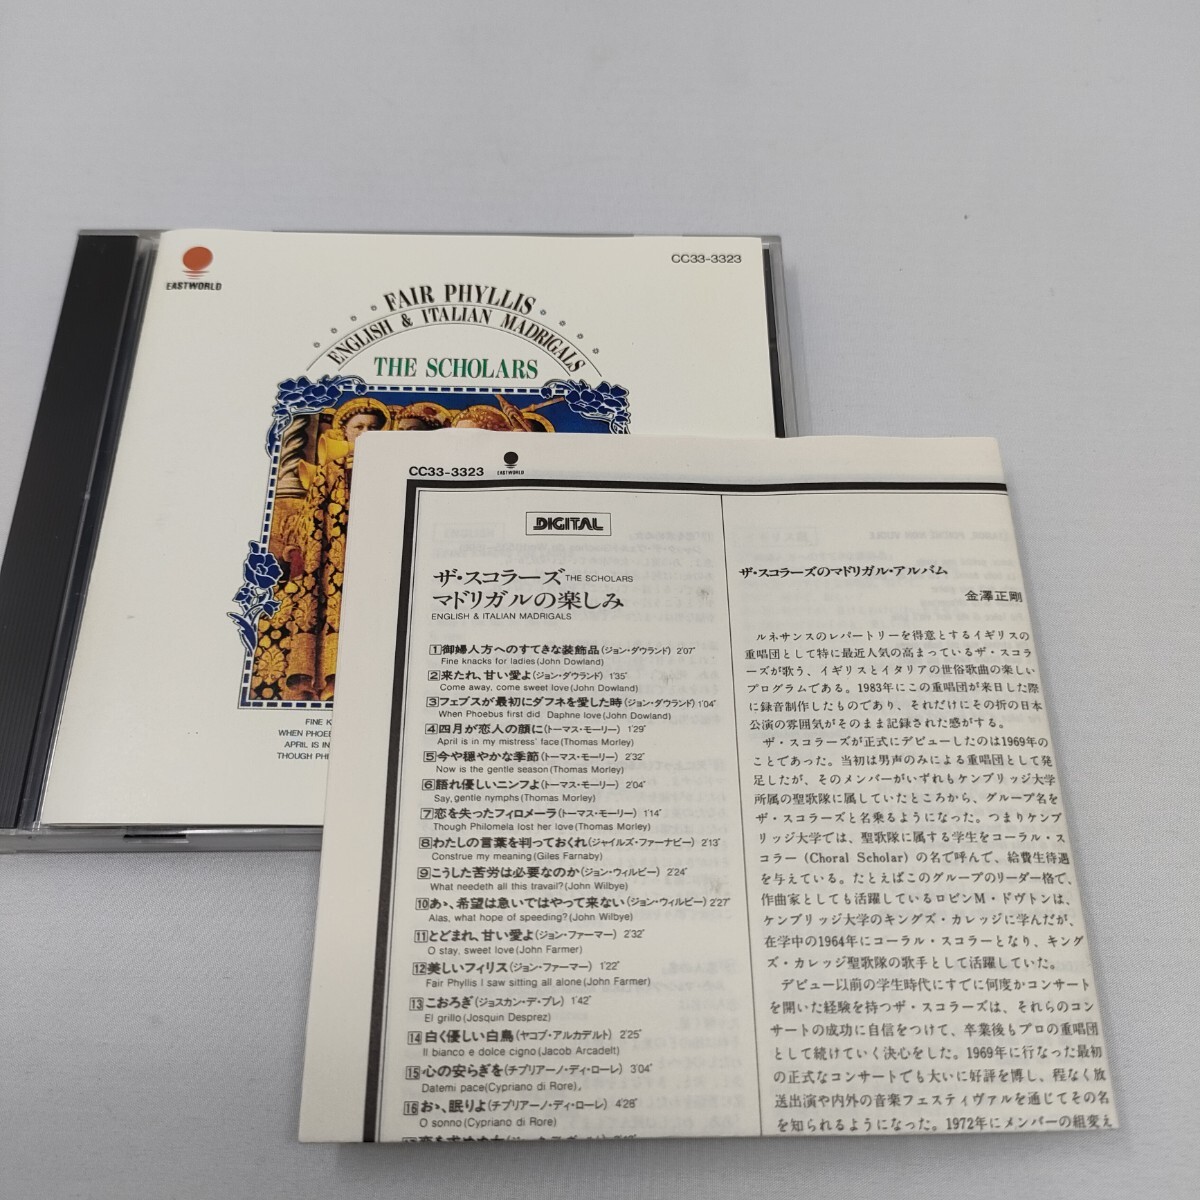 EASTWORLD
CC33-3323
FAIR PHYLLIS
ENGLISH & ITALIAN MADRIGALS
THE SCHOLARS
FINE K
WHEN PHOEB
APRIL IS IN
THOUGH PHI
CC33-3323
EASTWORLD
DIGITAL
ザ・スコラーズ THE SCHOLARS
マドリガルの楽しみ
ENGLISH & ITALIAN MADRIGALS
1 御婦人方へのすてきな装飾品(ジョン・ダウランド) 2'07"
Fine knacks for ladies(John Dowland)
2 来たれ、甘い愛よ(ジョン・ダウランド) 1'35"
Come away, come sweet love(John Dowland)
3 フェブスが最初にダフネを愛した時(ジョン・ダウランド) 1'04"
When Phoebus first did Daphne love(John Dowland)
4 四月が恋人の顔に(トーマス・モーリー) 1'29"
April is in my mistress' face(Thomas Morley)
5 今や穏やかな季節(トーマス・モーリー) 2'32"
Now is the gentle season(Thomas Morley)
6 語れ優しいニンフよ(トーマス・モーリー) 2'04"
Say, gentle nymphs(Thomas Morley)
7 恋を失ったフィロメーラ(トーマス・モーリー) 1'14"
Though Philomela lost her love(Thomas Morley)
8 わたしの言葉を判っておくれ(ジャイルズ・ファーナビー) 2'13"
Construe my meaning(Giles Farnaby)
9 こうした苦労は必要なのか(ジョン・ウィルビー) 2'24"
What needeth all this travail?(John Wilbye)
10 あゝ、希望は急いではやって来ない(ジョン・ウィルビー) 2'27"
Alas, what hope of speeding?(John Wilbye)
11 とどまれ、甘い愛よ(ジョン・ファーマー) 2'32"
O stay, sweet love(John Farmer)
12 美しいフィリス(ジョン・ファーマー) 1'22"
Fair Phyllis I saw sitting all alone(John Farmer)
13 こおろぎ(ジョスカン・デ・プレ) 1'42"
El grillo(Josquin Desprez)
14 白く優しい白鳥(ヤコブ・アルカデルト) 2'25"
Il bianco e dolce cigno(Jacob Arcadelt)
15 心の安らぎを(チプリアーノ・ディ・ローレ) 3'04"
Datemi pace(Cypriano di Rore),
16 おゝ、眠りよ(チプリアーノ・ディ・ローレ) 4'28"
O sonno(Cypriano di Rore)
ザ・スコラーズのマドリガル・アルバム
金澤正剛
ルネサンスのレパートリーを得意とするイギリスの
重唱団として特に最近人気の高まっているザ・スコラ
ーズが歌う、イギリスとイタリアの世俗歌曲の楽しい
プログラムである。1983年にこの重唱団が来日した際
に録音制作したものであり、それだけにその折の日本
公演の雰囲気がそのまま記録された感がする。
ザ・スコラーズが正式にデビューしたのは1969年の
ことであった。当初は男声のみによる重唱団として発
足したが、そのメンバーがいずれもケンブリッジ大学
所属の聖歌隊に属していたところから、グループ名を
ザ・スコラーズと名乗るようになった。つまりケンブ
リッジ大学では、聖歌隊に属する学生をコーラル・ス
コラー (Choral Scholar) の名で呼んで、給費生待遇
を与えている。たとえばこのグループのリーダー格で、
作曲家としても活躍しているロビンM・ドヴトンは、
ケンブリッジ大学のキングズ・カレッジに学んだが、
在学中の1964年にコーラル・スコラーとなり、キング
ズ・カレッジ聖歌隊の歌手として活躍していた。
デビュー以前の学生時代にすでに何度かコンサート
を開いた経験を持つザ・スコラーズは、それらのコン
サートの成功に自信をつけて、卒業後もプロの重唱団
として続けていく決心をした。1969年に行なった最初
の正式なコンサートでも大いに好評を博し、程なく放
送出演や内外の音楽フェスティヴァルを通じてその名
を知られるようになった。1972年にメンバーの組変え